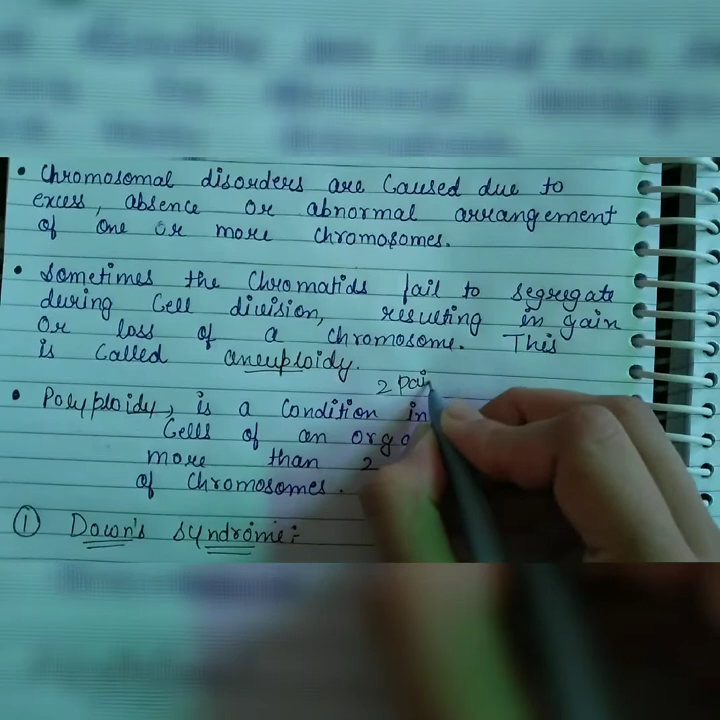 • Chromosomal disorders are Caused due to
excess, absence or abnormal arrangement
of one or more chromosomes.
• Sometimes the Chromatids fail to segregate
during Cell division, resulting in gain
or loss of a chromosome. This
is Called aneuploidy.
2 pai
• Polyploidy, is a Condition in
Cells of an orga
more than 2
of chromosomes.
① Down's syndrome:-